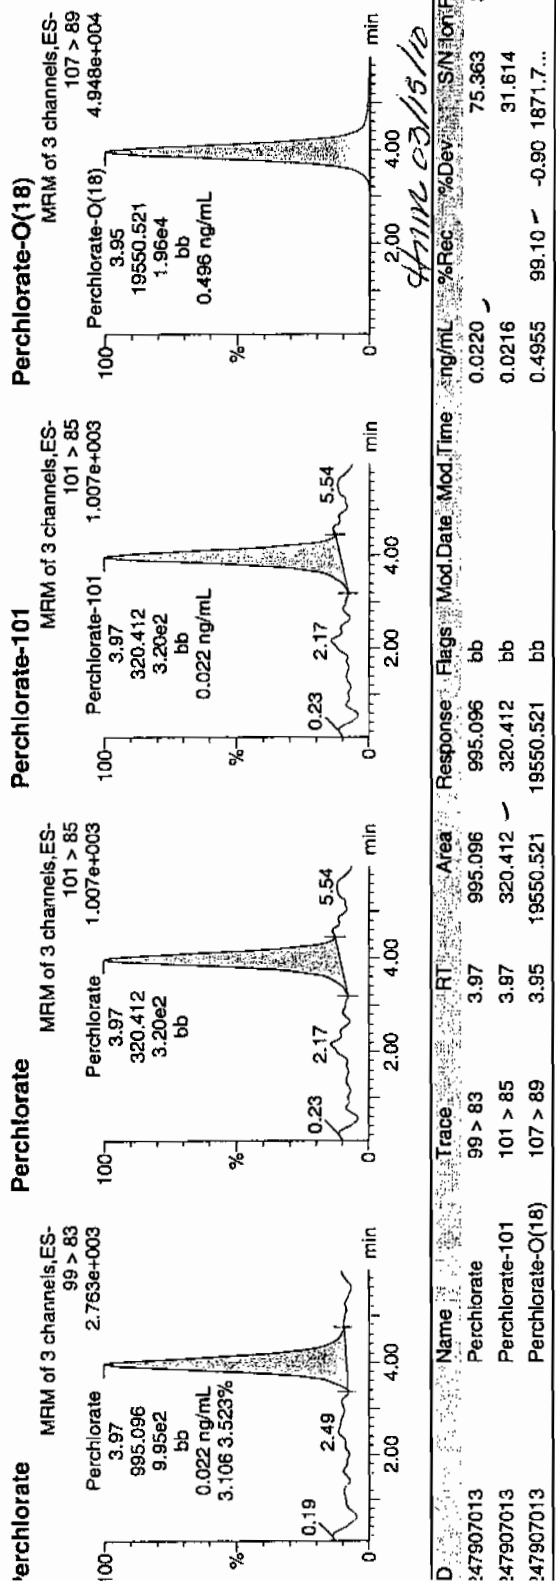 Perchlorate
MRM of 3 channels,ES-
99 > 83
2.763e+003
100
Perchlorate
3.97
995.096
9.95e2
bb
0.022 ng/mL
3.106 3.523%
%
0.19
2.49
0
2.00
4.00
min
Perchlorate
MRM of 3 channels,ES-
101 > 85
1.007e+003
100
Perchlorate
3.97
320.412
3.20e2
bb
%
0.23
2.17
5.54
0
2.00
4.00
min
Perchlorate-101
MRM of 3 channels,ES-
101 > 85
1.007e+003
100
Perchlorate-101
3.97
320.412
3.20e2
bb
0.022 ng/mL
%
0.23
2.17
5.54
0
2.00
4.00
min
Perchlorate-O(18)
MRM of 3 channels,ES-
107 > 89
4.948e+004
100
Perchlorate-O(18)
3.95
19550.521
1.96e4
bb
0.496 ng/mL
%
0
2.00
4.00
min
03/15/10
D Name Trace RT Area Response Flags Mod.Date Mod.Time ng/mL %Rec %Dev S/N Ion R
247907013 Perchlorate 99 > 83 3.97 995.096 995.096 bb 0.0220 75.363
247907013 Perchlorate-101 101 > 85 3.97 320.412 320.412 bb 0.0216 31.614
247907013 Perchlorate-O(18) 107 > 89 3.95 19550.521 19550.521 bb 0.4955 99.10 -0.90 1871.7...